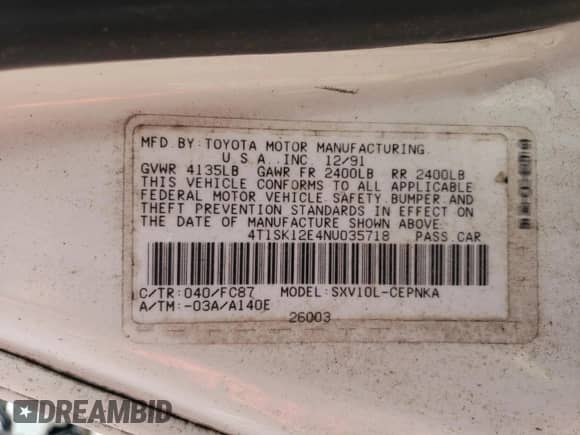 MFD. BY: TOYOTA MOTOR MANUFACTURING,
U.S.A., INC. 12/91
GVWR 4135LB GAWR FR 2400LB RR 2400LB
THIS VEHICLE CONFORMS TO ALL APPLICABLE
FEDERAL MOTOR VEHICLE SAFETY, BUMPER, AND
THEFT PREVENTION STANDARDS IN EFFECT ON
THE DATE OF MANUFACTURE SHOWN ABOVE.
4T1SK12E4NU035718 PASS. CAR
C/TR: 040/FC87 MODEL: SXV10L-CEPNKA
A/TM: -03A/A140E
26003
DREAMBID